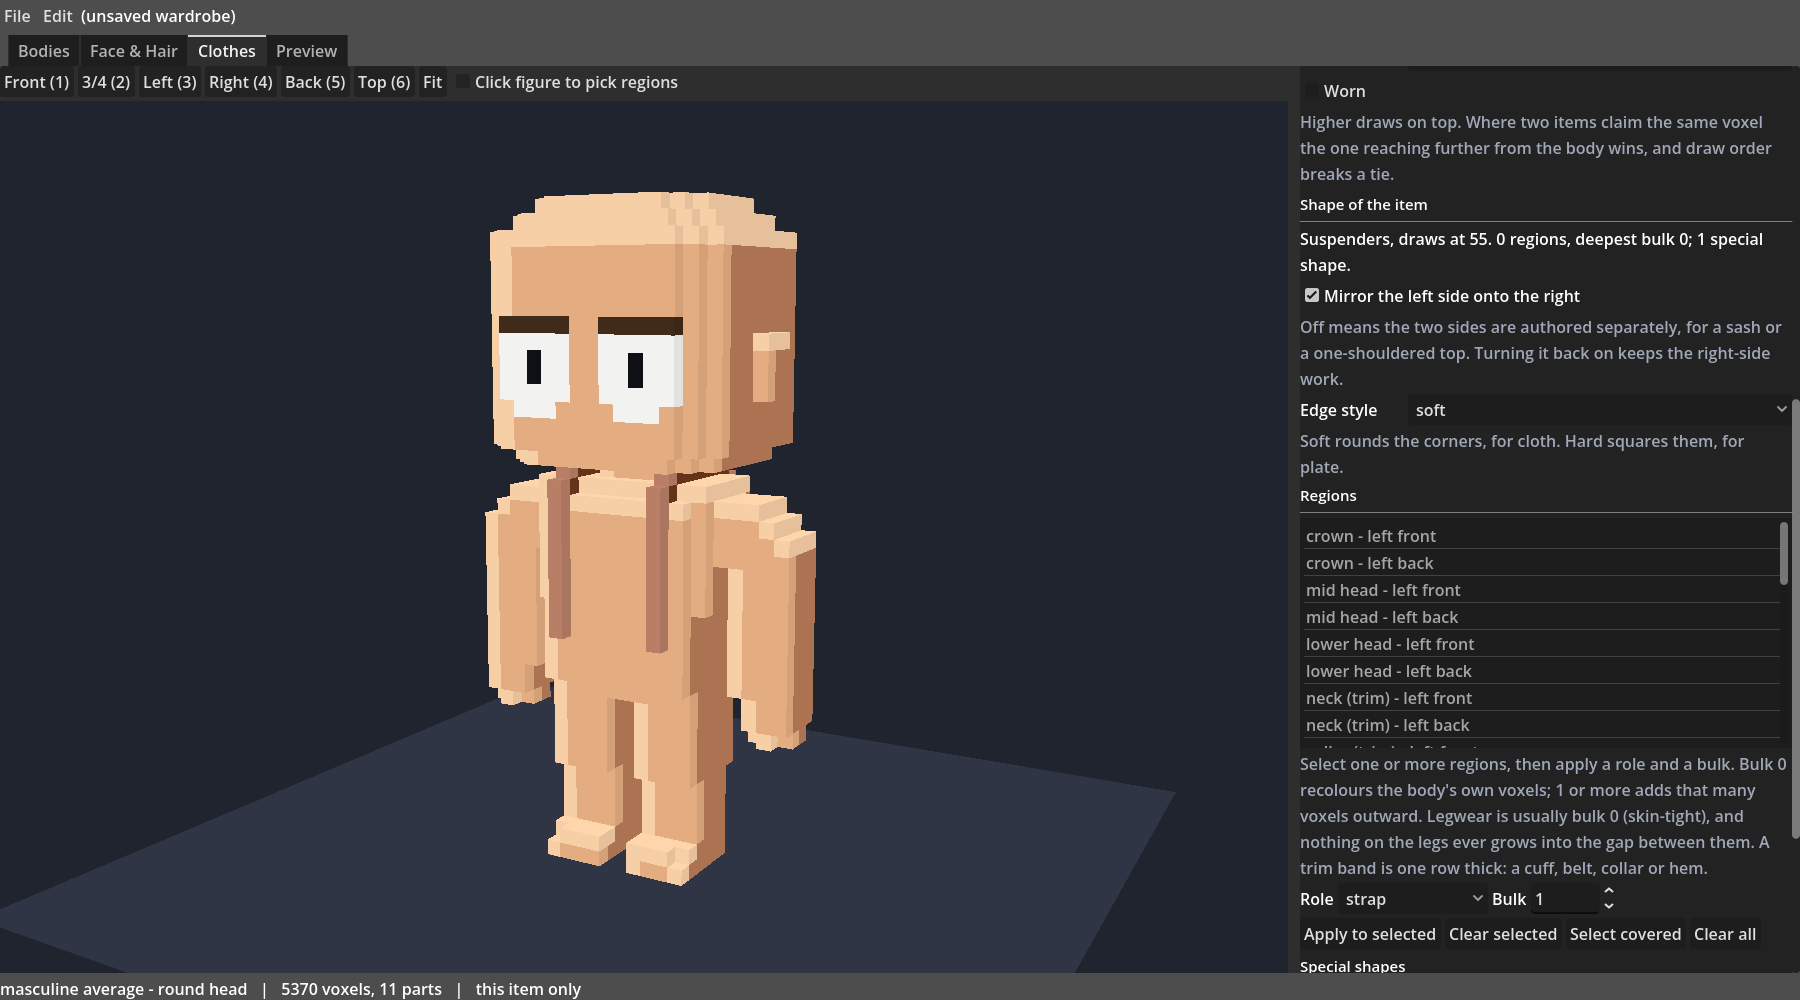 File Edit (unsaved wardrobe)
Bodies Face & Hair Clothes Preview
Front (1) 3/4 (2) Left (3) Right (4) Back (5) Top (6) Fit Click figure to pick regions
Worn
Higher draws on top. Where two items claim the same voxel
the one reaching further from the body wins, and draw order
breaks a tie.
Shape of the item
Suspenders, draws at 55. 0 regions, deepest bulk 0; 1 special
shape.
Mirror the left side onto the right
Off means the two sides are authored separately, for a sash or
a one-shouldered top. Turning it back on keeps the right-side
work.
Edge style soft
Soft rounds the corners, for cloth. Hard squares them, for
plate.
Regions
crown - left front
crown - left back
mid head - left front
mid head - left back
lower head - left front
lower head - left back
neck (trim) - left front
neck (trim) - left back
Select one or more regions, then apply a role and a bulk. Bulk 0
recolours the body's own voxels; 1 or more adds that many
voxels outward. Legwear is usually bulk 0 (skin-tight), and
nothing on the legs ever grows into the gap between them. A
trim band is one row thick: a cuff, belt, collar or hem.
Role strap Bulk 1
Apply to selected Clear selected Select covered Clear all
Special shapes
masculine average - round head | 5370 voxels, 11 parts | this item only